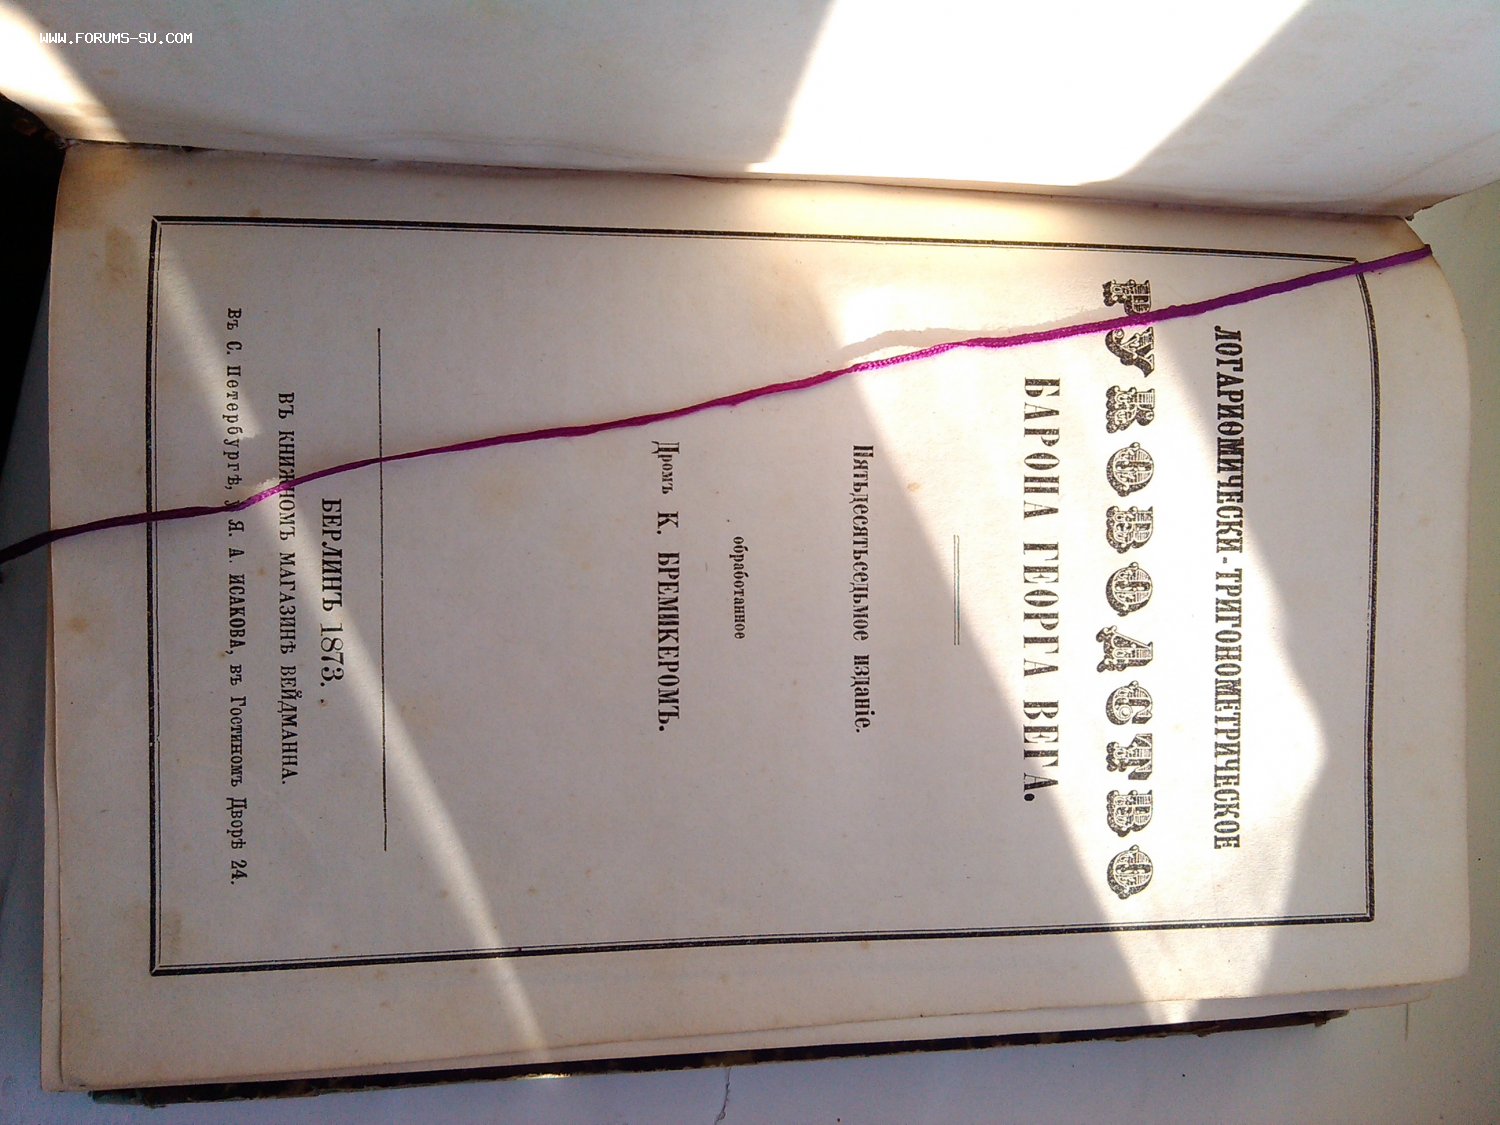 WWW.FORUMS-SU.COM
ЛОГАРИѲМИЧЕСКИ-ТРИГОНОМЕТРИЧЕСКОЕ
РУКОВОДСТВО
БАРОНА ГЕОРГА ВЕГА.
Пятьдесятьседьмое изданіе.
обработанное
Дромъ К. БРЕМИКЕРОМЪ.
БЕРЛИНЪ 1873.
ВЪ КНИЖНОМЪ МАГАЗИНѢ ВЕЙДМАННА.
Въ С. Петербургѣ, Я. А. ИСАКОВА, въ Гостиномъ Дворѣ 24.